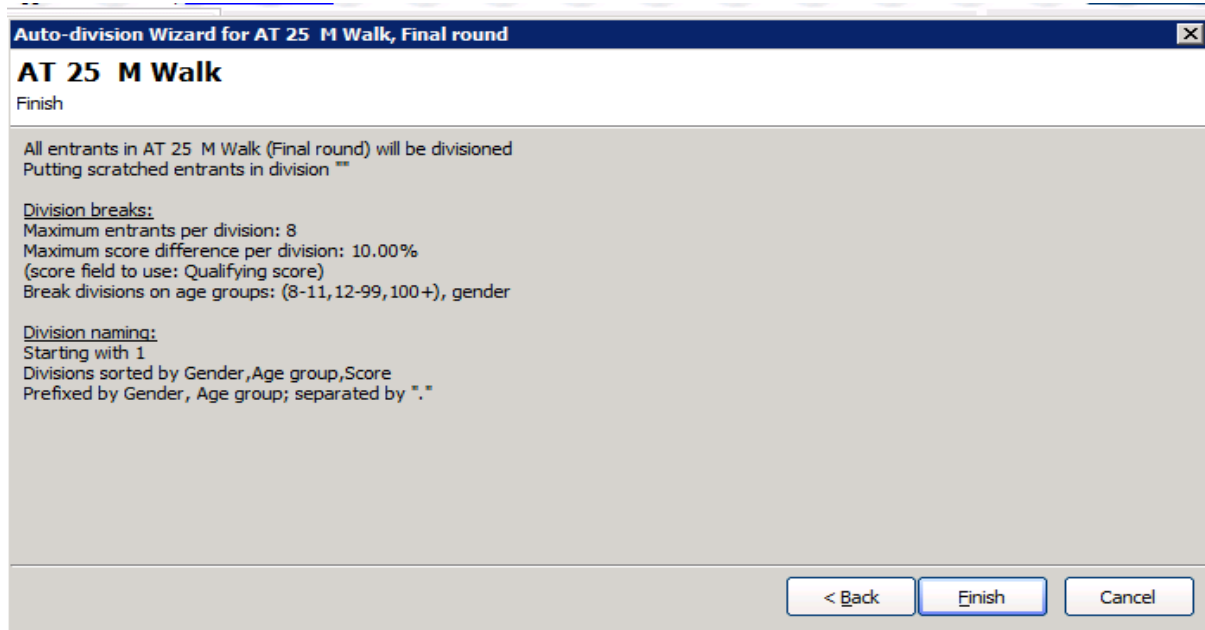 Auto-division Wizard for AT 25  M Walk, Final round
AT 25  M Walk
Finish
All entrants in AT 25  M Walk (Final round) will be divisioned
Putting scratched entrants in division ""
Division breaks:
Maximum entrants per division: 8
Maximum score difference per division: 10.00%
(score field to use: Qualifying score)
Break divisions on age groups: (8-11,12-99,100+), gender
Division naming:
Starting with 1
Divisions sorted by Gender,Age group,Score
Prefixed by Gender, Age group; separated by "."
< Back
Finish
Cancel